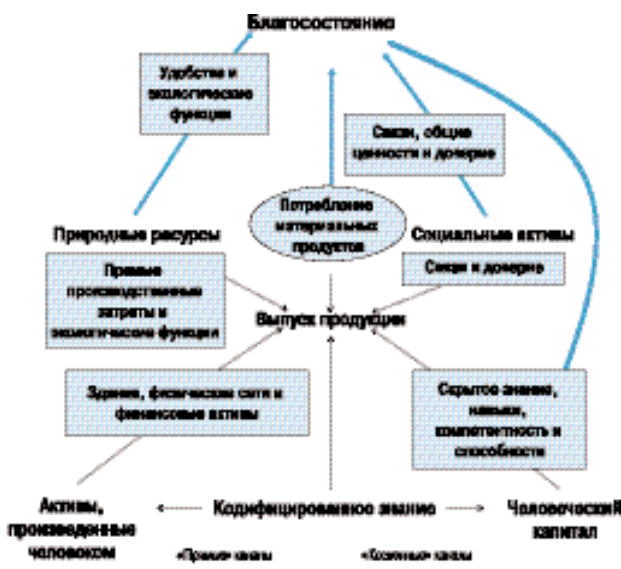 Благосостояние
Удобства и
экологические
функции
Связи, общие
ценности и доверие
Потребление
материальных
продуктов
Природные ресурсы
Социальные активы
Прямые
производственные
затраты и
экологические функции
Связи и доверие
Выпуск продукции
Здания, физические сети и
финансовые активы
Скрытое знание,
навыки,
компетентность и
способности
Активы,
произведенные
человеком
Кодифицированное знание
Человеческий
капитал
«Прямые» каналы
«Косвенные» каналы